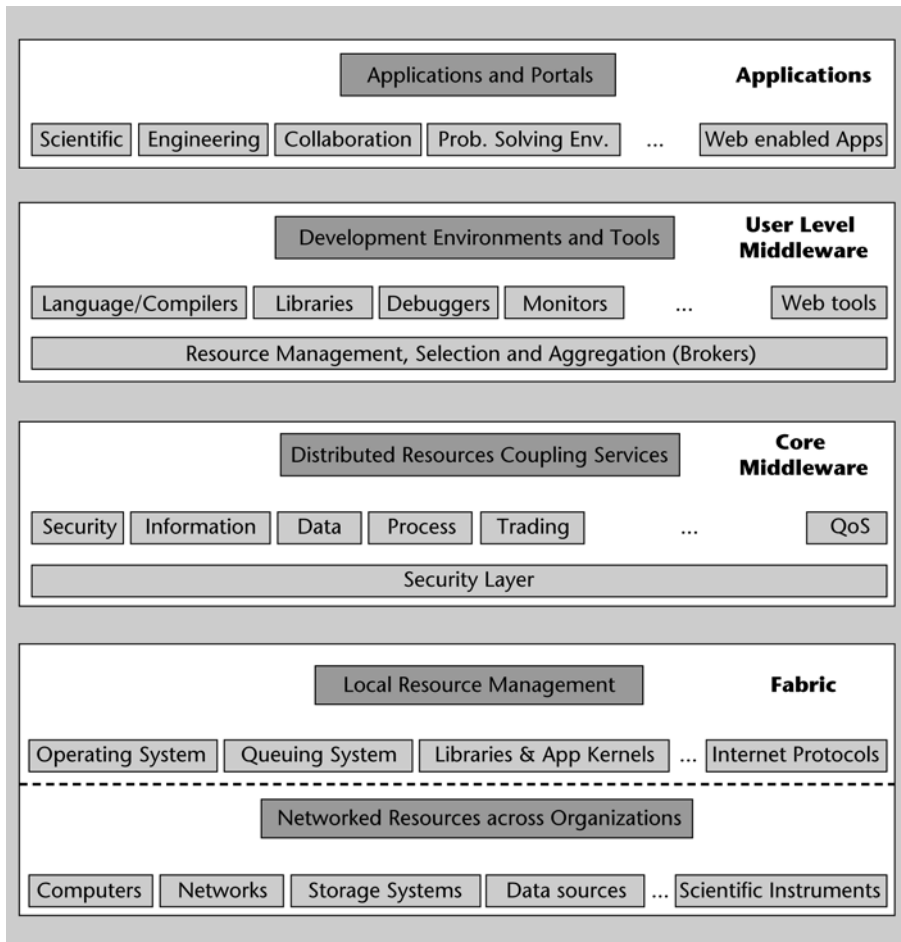 Applications and Portals
Applications
Scientific
Engineering
Collaboration
Prob. Solving Env.
...
Web enabled Apps
Development Environments and Tools
User Level
Middleware
Language/Compilers
Libraries
Debuggers
Monitors
...
Web tools
Resource Management, Selection and Aggregation (Brokers)
Distributed Resources Coupling Services
Core
Middleware
Security
Information
Data
Process
Trading
...
QoS
Security Layer
Local Resource Management
Fabric
Operating System
Queuing System
Libraries & App Kernels
...
Internet Protocols
Networked Resources across Organizations
Computers
Networks
Storage Systems
Data sources
...
Scientific Instruments